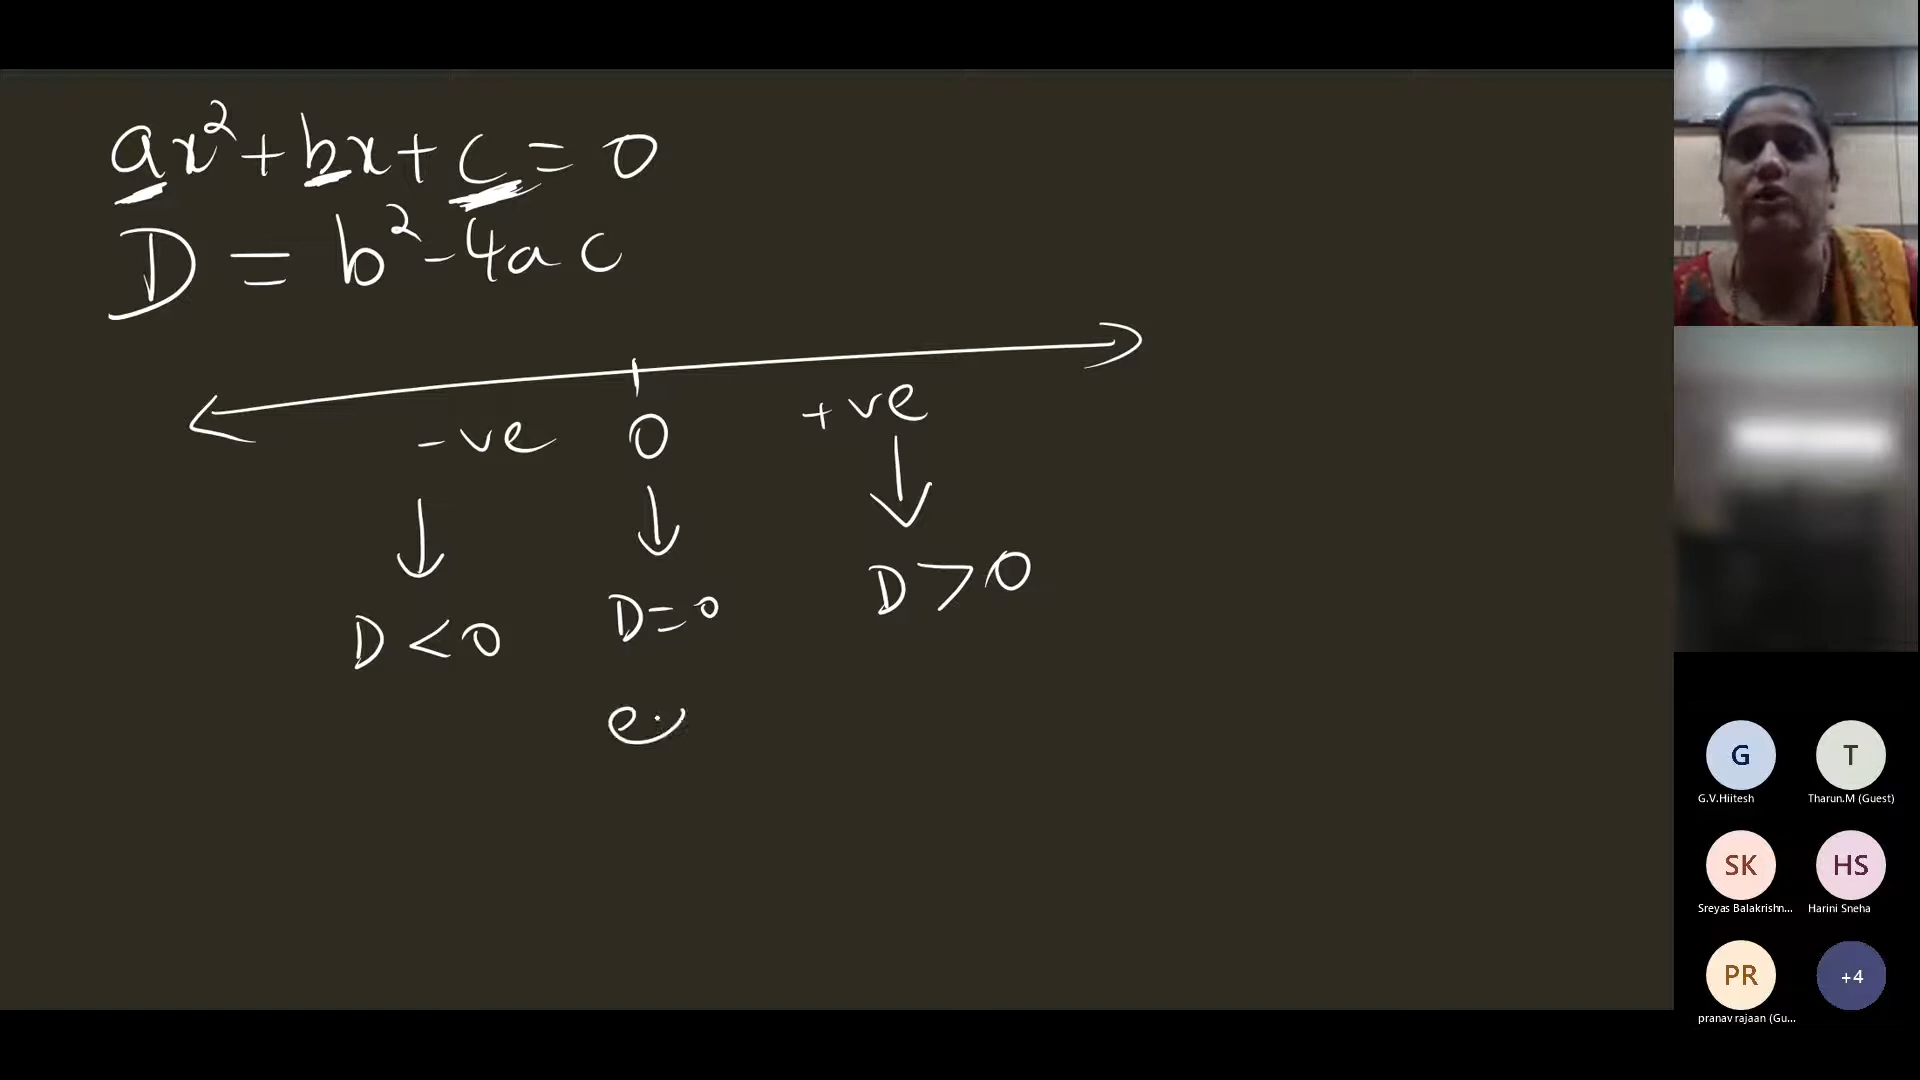 ax²+bx+c=0
D = b²-4ac
-ve 0 +ve
D<0 D=0 D>0
e
G T
G.V.Hiitesh Tharun.M (Guest)
SK HS
Sreyas Balakrishn... Harini Sneha
PR +4
pranav rajaan (Gu...